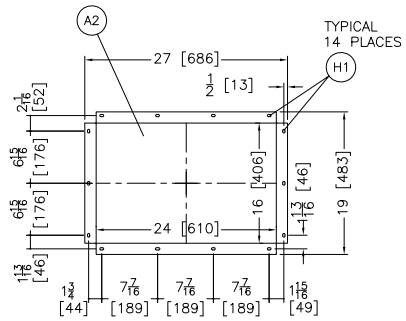 A2
TYPICAL
14 PLACES
H1
27 [686]
1/2 [13]
2 1/16 [52]
6 15/16 [176]
6 15/16 [176]
1 13/16 [46]
16 [406]
1 13/16 [46]
19 [483]
24 [610]
1 3/4 [44]
7 7/16 [189]
7 7/16 [189]
7 7/16 [189]
1 15/16 [49]